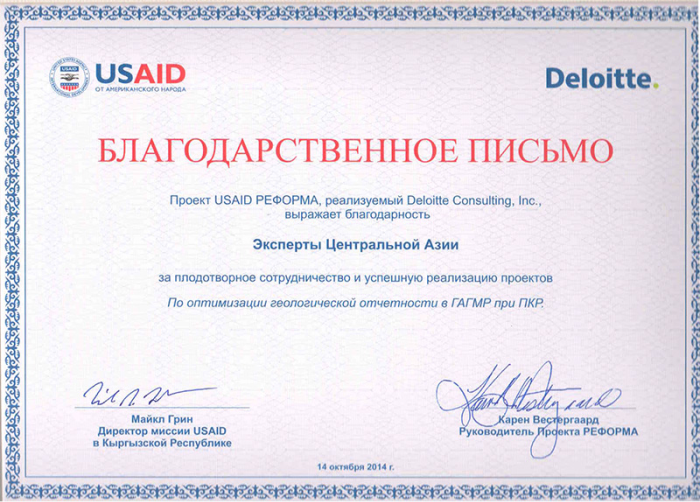 USAID
ОТ АМЕРИКАНСКОГО НАРОДА
Deloitte.
БЛАГОДАРСТВЕННОЕ ПИСЬМО
Проект USAID РЕФОРМА, реализуемый Deloitte Consulting, Inc.,
выражает благодарность
Эксперты Центральной Азии
за плодотворное сотрудничество и успешную реализацию проектов
По оптимизации геологической отчетности в ГАГМР при ПКР.
Майкл Грин
Директор миссии USAID
в Кыргызской Республике
Карен Вестергаард
Руководитель Проекта РЕФОРМА
14 октября 2014 г.